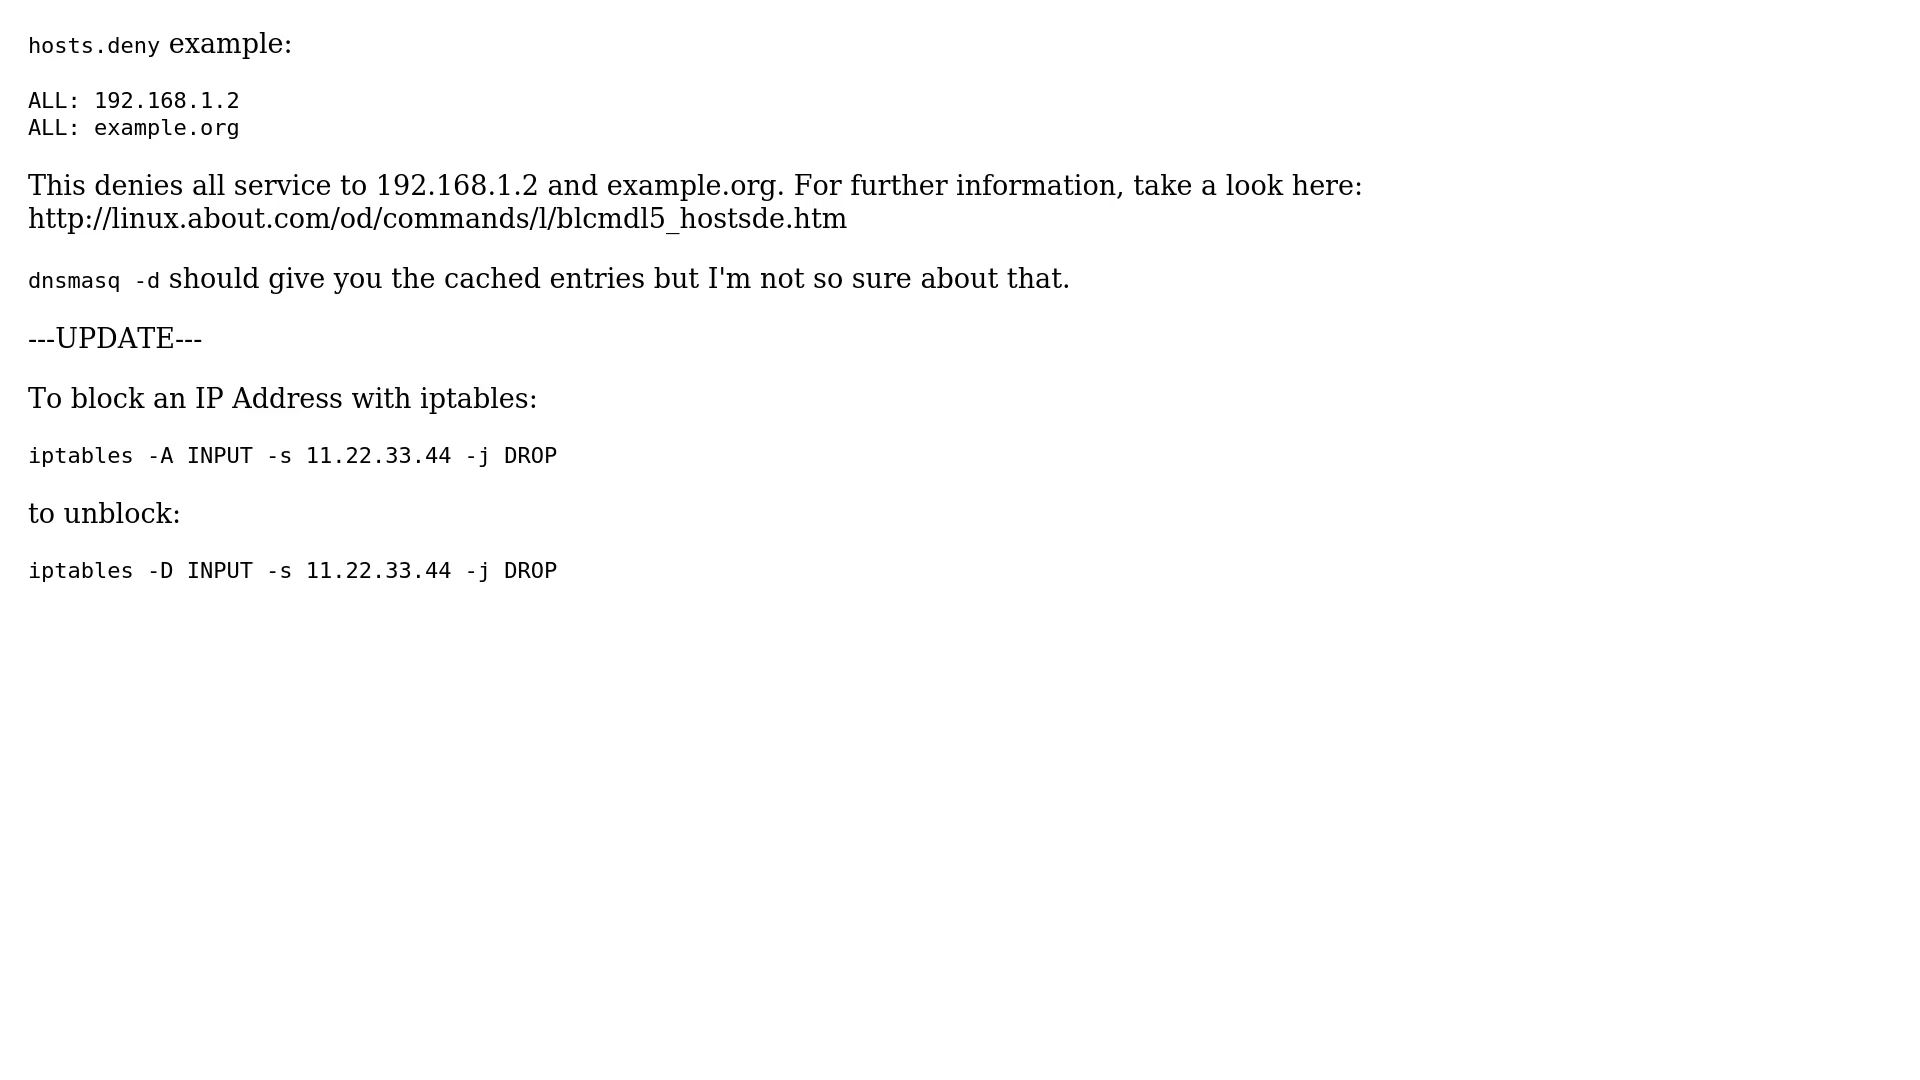 hosts.deny example:
ALL: 192.168.1.2
ALL: example.org
This denies all service to 192.168.1.2 and example.org. For further information, take a look here:
http://linux.about.com/od/commands/l/blcmdl5_hostsde.htm
dnsmasq -d should give you the cached entries but I'm not so sure about that.
---UPDATE---
To block an IP Address with iptables:
iptables -A INPUT -s 11.22.33.44 -j DROP
to unblock:
iptables -D INPUT -s 11.22.33.44 -j DROP